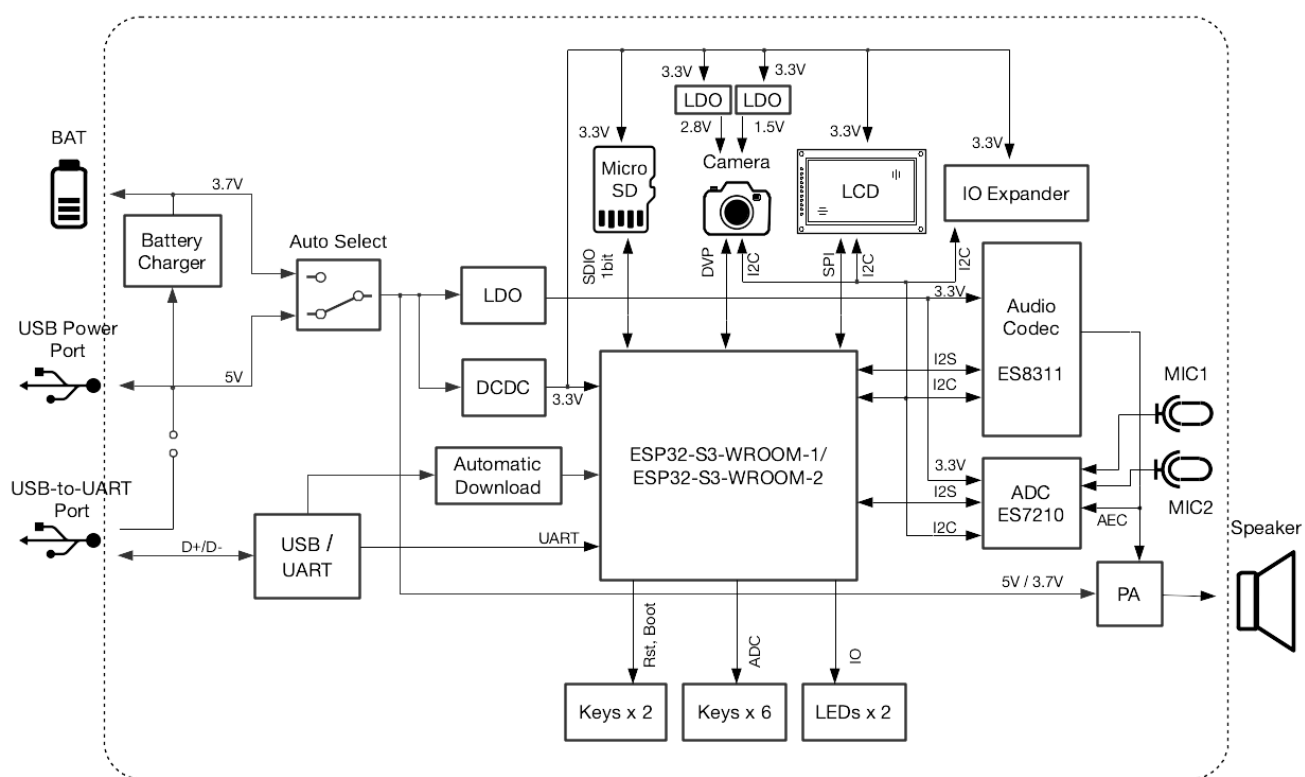 3.3V
3.3V
LDO
LDO
2.8V
1.5V
3.3V
3.3V
3.3V
BAT
Micro
SD
Camera
LCD
IO Expander
3.7V
Battery
Charger
Auto Select
SDIO
1bit
DVP
I2C
SPI
I2C
I2C
LDO
3.3V
Audio
Codec
ES8311
USB Power
Port
5V
DCDC
3.3V
I2S
I2C
MIC1
ESP32-S3-WROOM-1/
ESP32-S3-WROOM-2
Automatic
Download
3.3V
I2S
I2C
ADC
ES7210
MIC2
AEC
USB-to-UART
Port
D+/D-
USB /
UART
UART
Speaker
5V / 3.7V
PA
Rst, Boot
ADC
IO
Keys x 2
Keys x 6
LEDs x 2